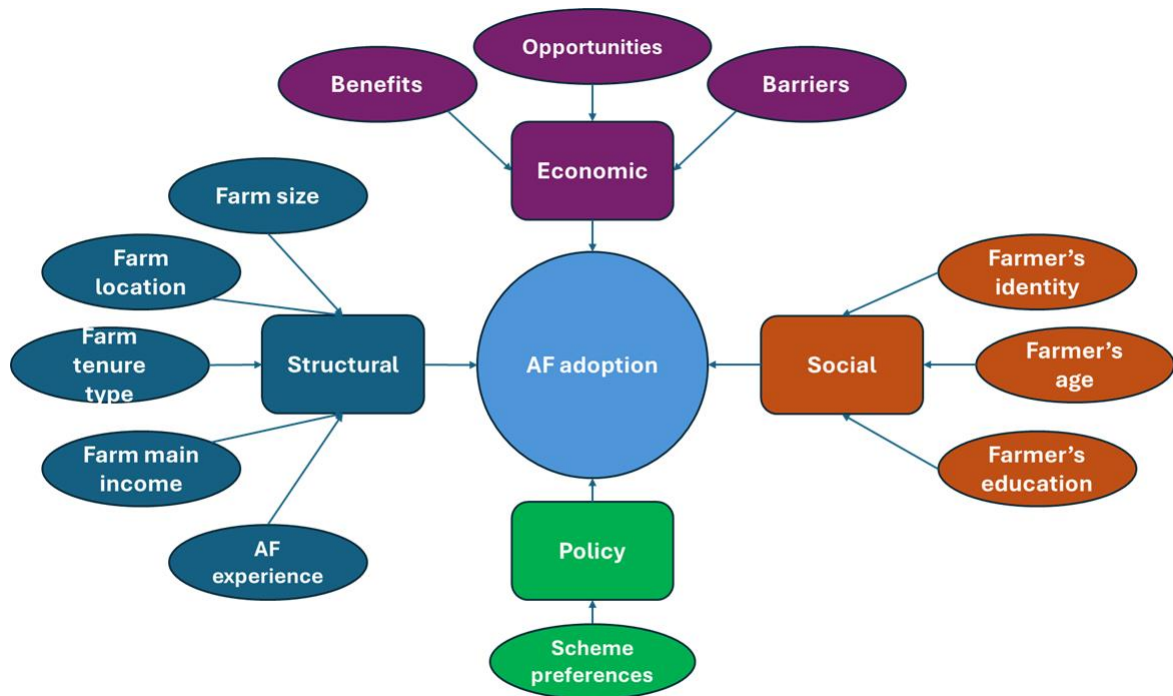 Opportunities
Benefits
Barriers
Economic
Farm size
Farm
location
Farm
tenure
type
Farm main
income
AF
experience
Structural
AF adoption
Social
Farmer's
identity
Farmer's
age
Farmer's
education
Policy
Scheme
preferences